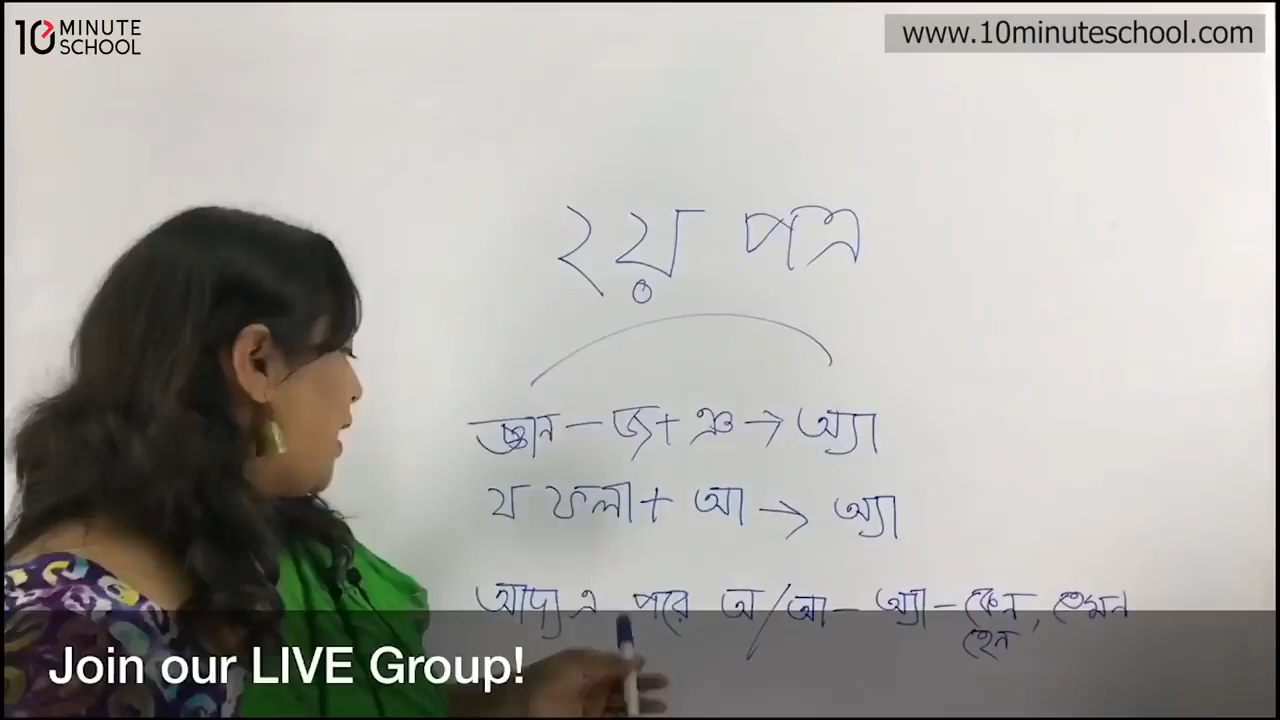 10 MINUTE SCHOOL
www.10minuteschool.com
২য় পত্র
জ্ঞান – জ + ঞ → অ্যা
য ফলা + আ → অ্যা
আদ্য এ পরে অ/আ – অ্যা – কেন, তেমন
হেন
Join our LIVE Group!